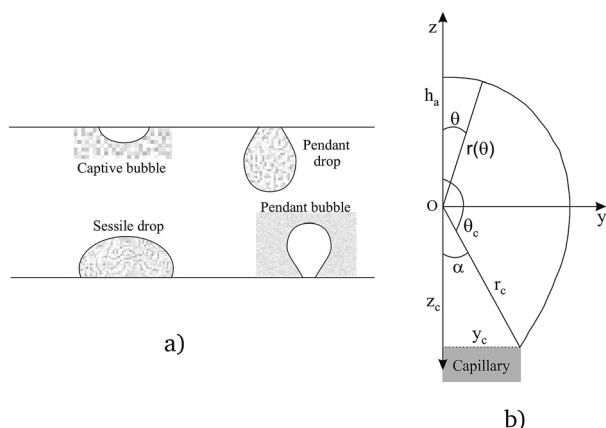 Captive bubble
Pendant
drop
Sessile drop
Pendant bubble
a)
z
h_a
θ
r(θ)
O
y
θ_c
α
r_c
z_c
y_c
Capillary
b)